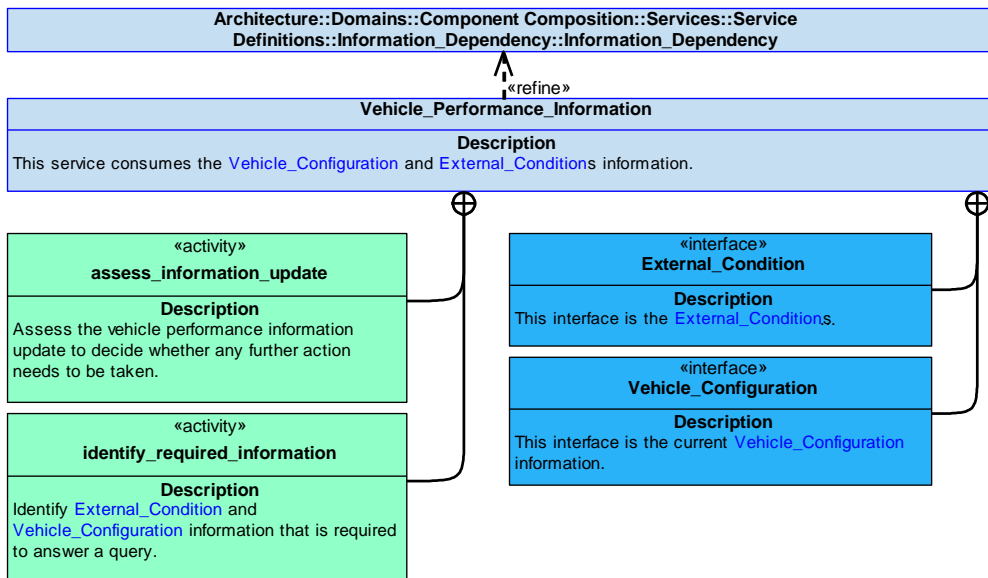 Architecture::Domains::Component Composition::Services::Service
Definitions::Information_Dependency::Information_Dependency
«refine»
Vehicle_Performance_Information
Description
This service consumes the Vehicle_Configuration and External_Conditions information.
«activity»
assess_information_update
Description
Assess the vehicle performance information
update to decide whether any further action
needs to be taken.
«activity»
identify_required_information
Description
Identify External_Condition and
Vehicle_Configuration information that is required
to answer a query.
«interface»
External_Condition
Description
This interface is the External_Conditions.
«interface»
Vehicle_Configuration
Description
This interface is the current Vehicle_Configuration
information.